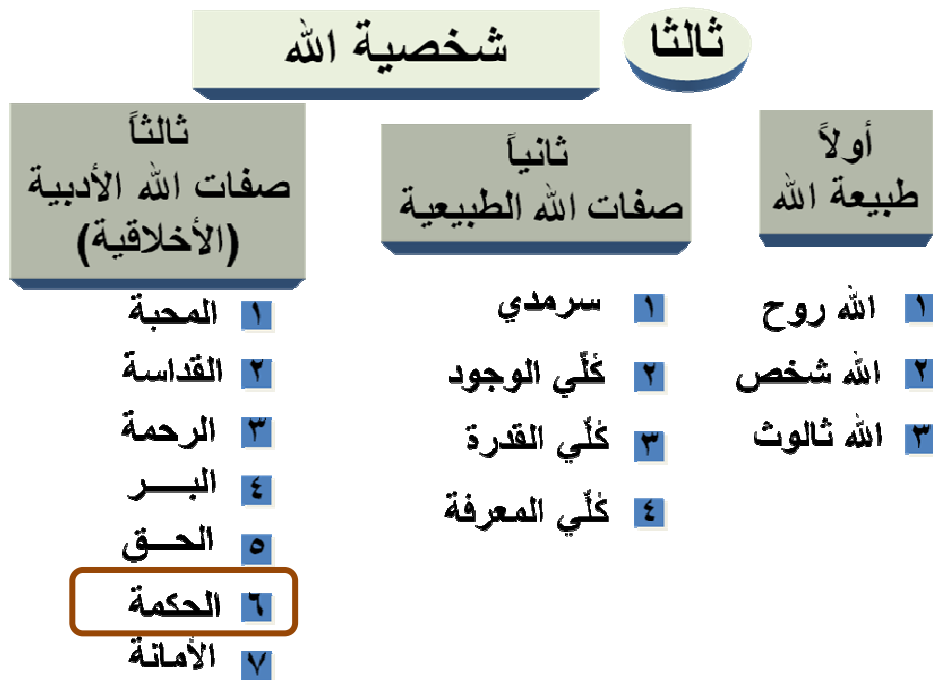 ثالثا
شخصية الله
أولاً
طبيعة الله
١ الله روح
٢ الله شخص
٣ الله ثالوث
ثانياً
صفات الله الطبيعية
١ سرمدي
٢ كُلِّي الوجود
٣ كُلِّي القدرة
٤ كُلِّي المعرفة
ثالثاً
صفات الله الأدبية
(الأخلاقية)
١ المحبة
٢ القداسة
٣ الرحمة
٤ البـــر
٥ الحــق
٦ الحكمة
٧ الأمانة